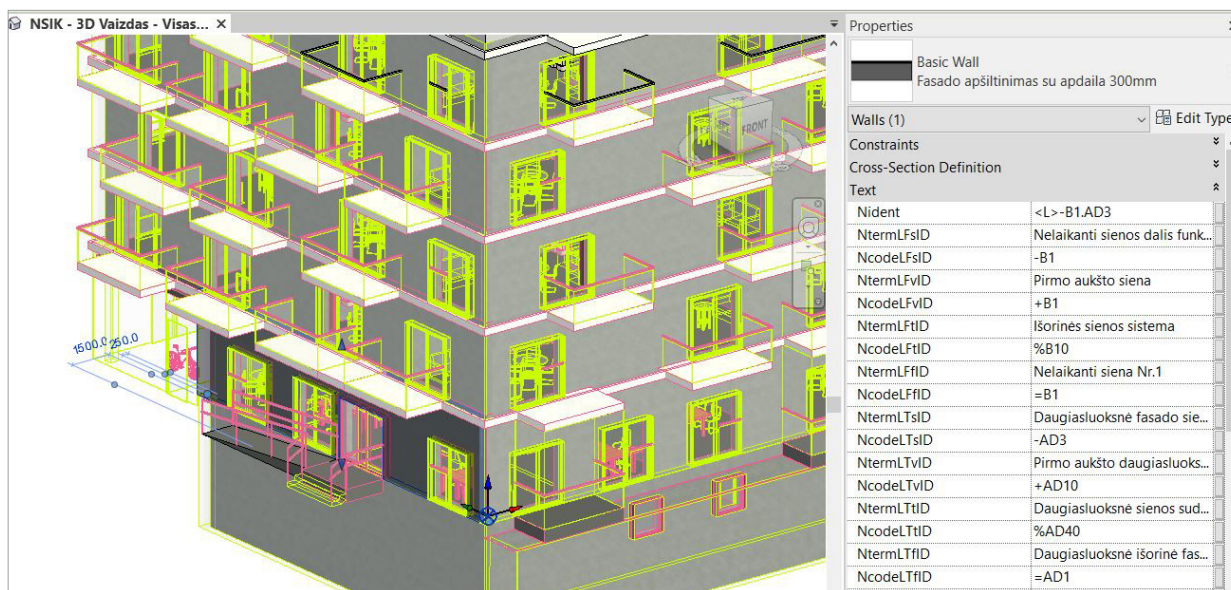 NSIK - 3D Vaizdas - Visas...
Properties
Basic Wall
Fasado apšiltinimas su apdaila 300mm
Walls (1)
Edit Type
Constraints
Cross-Section Definition
Text
Nident <L>-B1.AD3
NtermLFsID Nelaikanti sienos dalis funk...
NcodeLFsID -B1
NtermLFvID Pirmo aukšto siena
NcodeLFvID +B1
NtermLFtID Išorinės sienos sistema
NcodeLFtID %B10
NtermLFfID Nelaikanti siena Nr.1
NcodeLFfID =B1
NtermLTsID Daugiasluoksnė fasado sie...
NcodeLTsID -AD3
NtermLTvID Pirmo aukšto daugiasluoks...
NcodeLTvID +AD10
NtermLTtID Daugiasluoksnė sienos sud...
NcodeLTtID %AD40
NtermLTfID Daugiasluoksnė išorinė fas...
NcodeLTfID =AD1
FRONT
1500.0
250.0